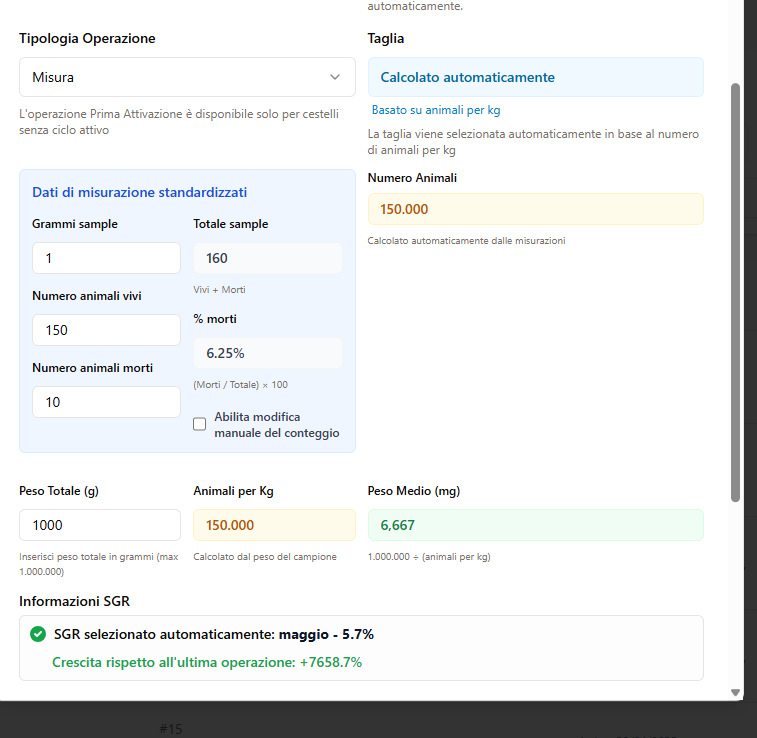 automaticamente.
Tipologia Operazione
Taglia
Misura
Calcolato automaticamente
L'operazione Prima Attivazione è disponibile solo per cestelli
senza ciclo attivo
Basato su animali per kg
La taglia viene selezionata automaticamente in base al numero
di animali per kg
Dati di misurazione standardizzati
Grammi sample
Totale sample
1
160
Vivi + Morti
Numero animali vivi
% morti
150
6.25%
Numero animali morti
(Morti / Totale) × 100
10
Abilita modifica
manuale del conteggio
Numero Animali
150.000
Calcolato automaticamente dalle misurazioni
Peso Totale (g)
Animali per Kg
Peso Medio (mg)
1000
150.000
6,667
Inserisci peso totale in grammi (max
1.000.000)
Calcolato dal peso del campione
1.000.000 ÷ (animali per kg)
Informazioni SGR
SGR selezionato automaticamente: maggio - 5.7%
Crescita rispetto all'ultima operazione: +7658.7%
#15